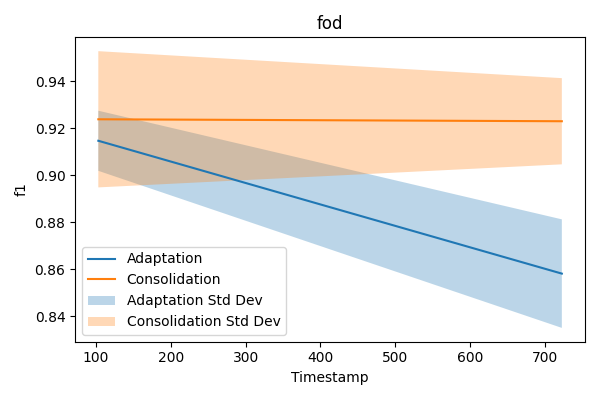 fod
f1
0.94
0.92
0.90
0.88
0.86
0.84
Adaptation
Consolidation
Adaptation Std Dev
Consolidation Std Dev
100 200 300 400 500 600 700
Timestamp